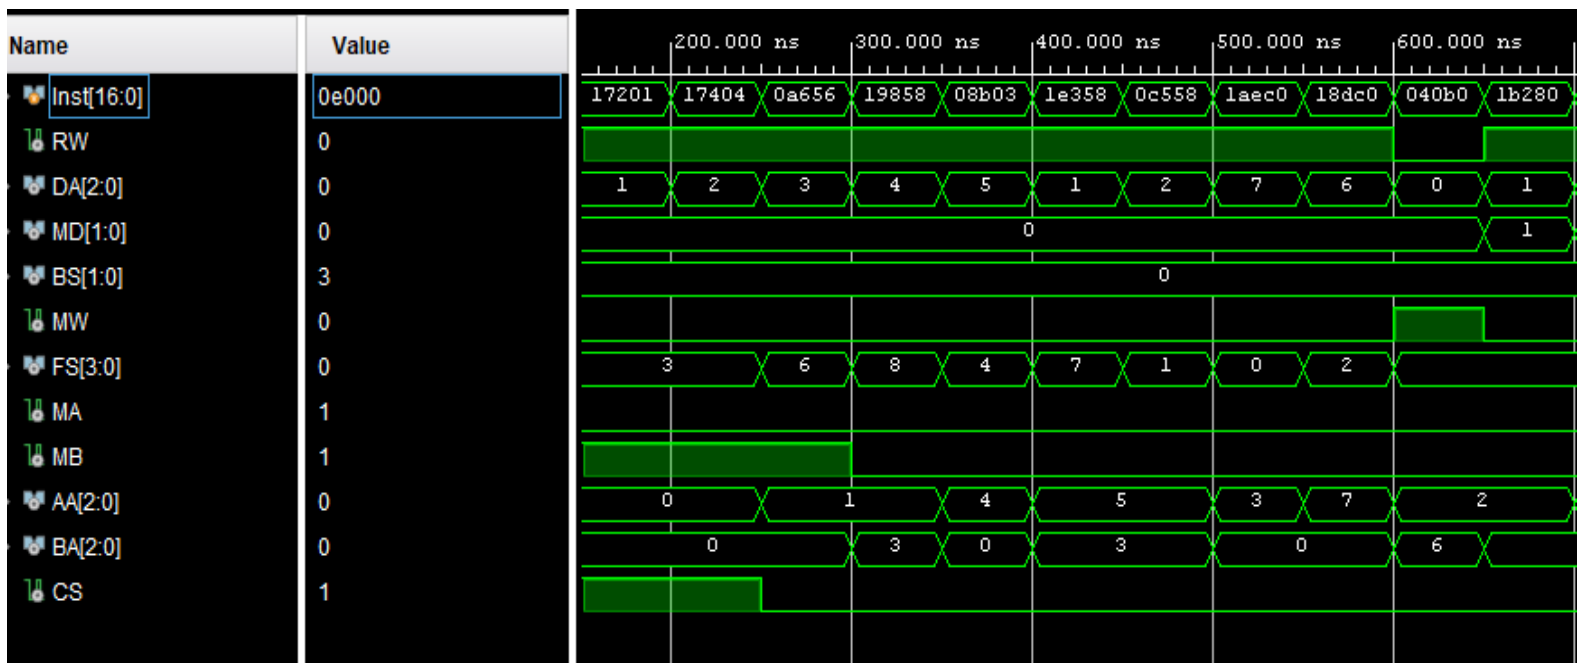 Name Value 200.000 ns 300.000 ns 400.000 ns 500.000 ns 600.000 ns
Inst[16:0] 0e000 17201 17404 0a656 19858 08b03 1e358 0c558 1aec0 18dc0 040b0 1b280
RW 0
DA[2:0] 0 1 2 3 4 5 1 2 7 6 0 1
MD[1:0] 0 0 1
BS[1:0] 3 0
MW 0
FS[3:0] 0 3 6 8 4 7 1 0 2
MA 1
MB 1
AA[2:0] 0 0 1 4 5 3 7 2
BA[2:0] 0 0 3 0 3 0 6
CS 1